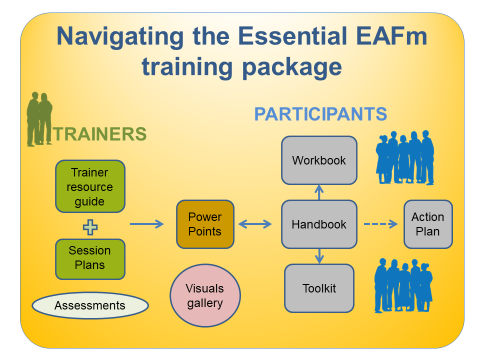 Navigating the Essential EAFm
training package
PARTICIPANTS
TRAINERS
Trainer
resource
guide
Session
Plans
Assessments
Power
Points
Visuals
gallery
Workbook
Handbook
Toolkit
Action
Plan